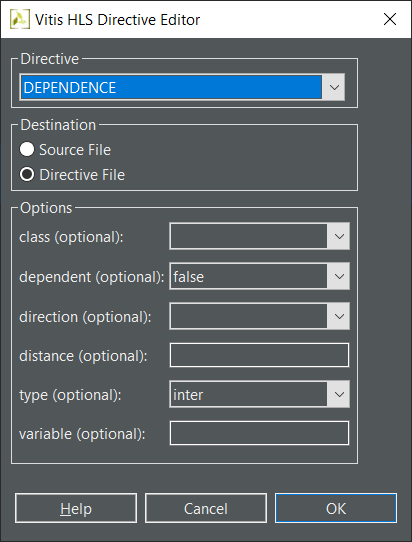 Vitis HLS Directive Editor
Directive
DEPENDENCE
Destination
Source File
Directive File
Options
class (optional):
dependent (optional): false
direction (optional):
distance (optional):
type (optional): inter
variable (optional):
Help Cancel OK